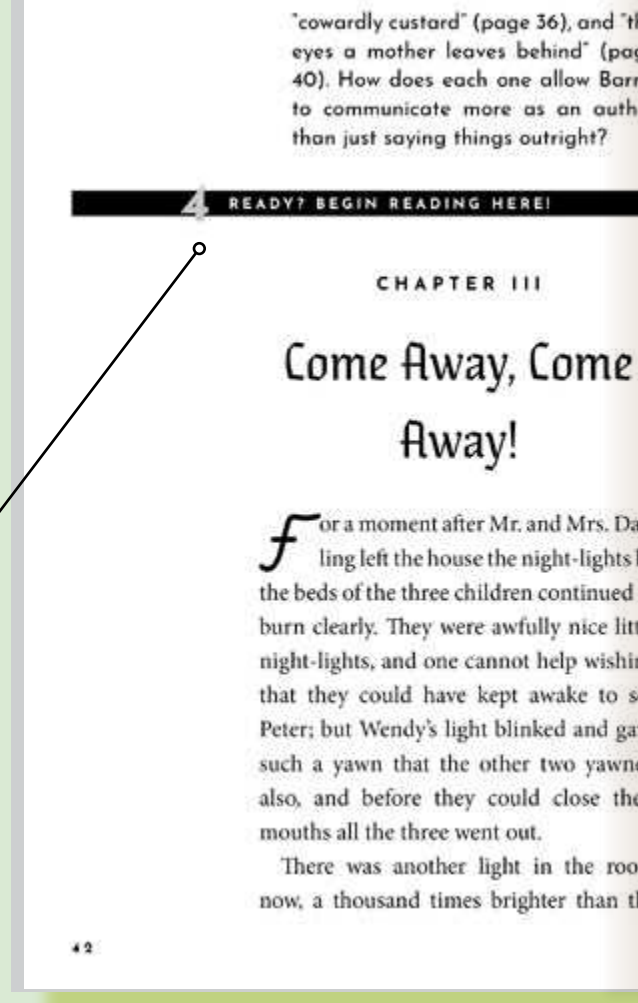 "cowardly custard" (page 36), and "th
eyes a mother leaves behind" (pag
40). How does each one allow Barr
to communicate more as an auth
than just saying things outright?
4 READY? BEGIN READING HERE!
CHAPTER III
Come Away, Come
Away!
For a moment after Mr. and Mrs. Da
ling left the house the night-lights
the beds of the three children continued
burn clearly. They were awfully nice litt
night-lights, and one cannot help wishin
that they could have kept awake to s
Peter; but Wendy's light blinked and ga
such a yawn that the other two yawne
also, and before they could close the
mouths all the three went out.
There was another light in the roo
now, a thousand times brighter than th
42